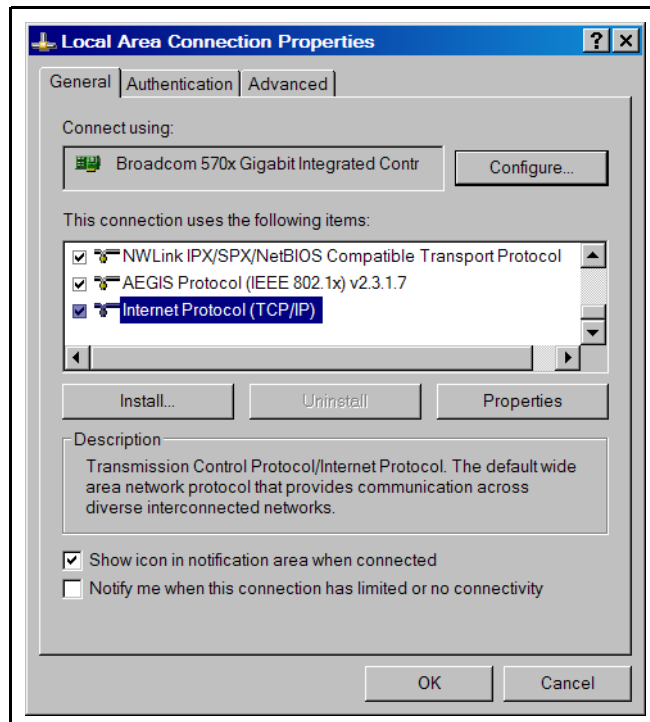 Local Area Connection Properties
General Authentication Advanced
Connect using:
Broadcom 570x Gigabit Integrated Contr Configure...
This connection uses the following items:
NWLink IPX/SPX/NetBIOS Compatible Transport Protocol
AEGIS Protocol (IEEE 802.1x) v2.3.1.7
Internet Protocol (TCP/IP)
Install... Uninstall Properties
Description
Transmission Control Protocol/Internet Protocol. The default wide
area network protocol that provides communication across
diverse interconnected networks.
Show icon in notification area when connected
Notify me when this connection has limited or no connectivity
OK Cancel